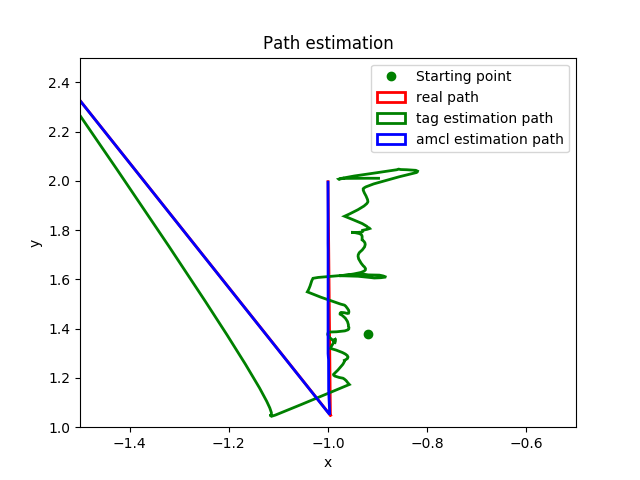 Path estimation
Starting point
real path
tag estimation path
amcl estimation path
y
2.4
2.2
2.0
1.8
1.6
1.4
1.2
1.0
−1.4
−1.2
−1.0
−0.8
−0.6
x